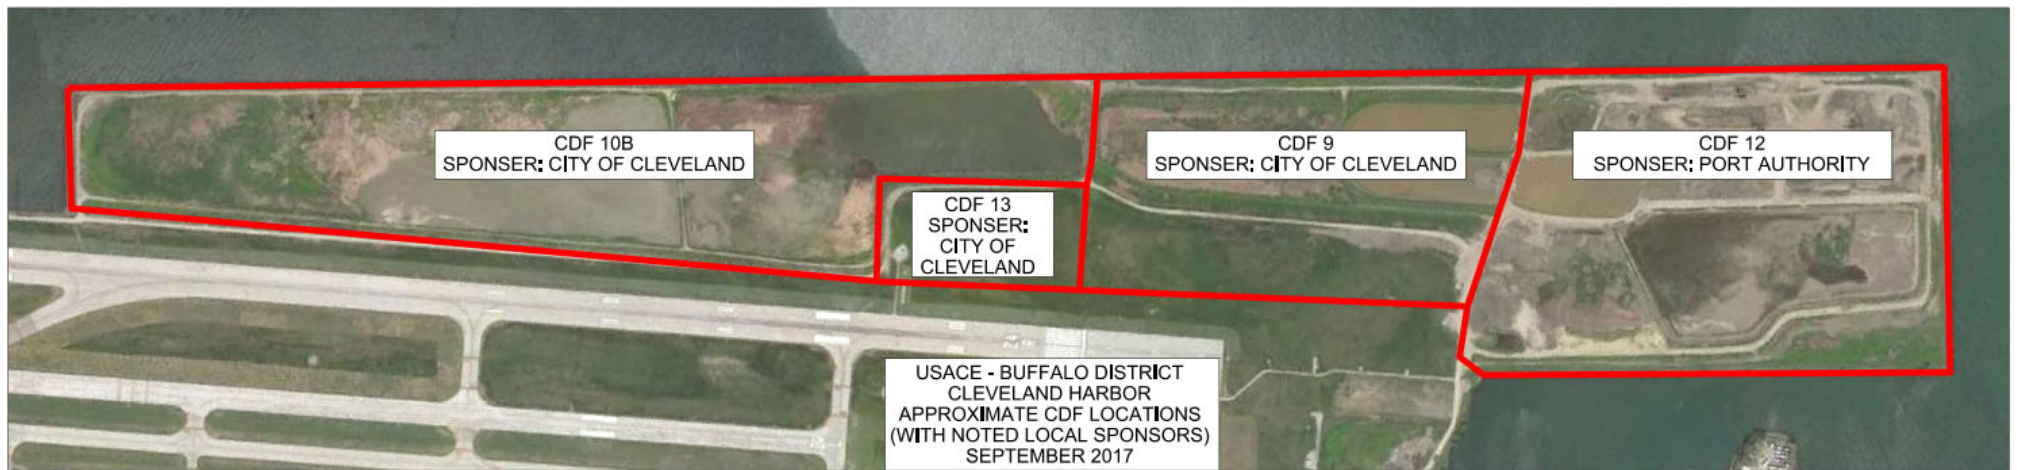 CDF 10B
SPONSER: CITY OF CLEVELAND
CDF 9
SPONSER: CITY OF CLEVELAND
CDF 12
SPONSER: PORT AUTHORITY
CDF 13
SPONSER:
CITY OF
CLEVELAND
USACE - BUFFALO DISTRICT
CLEVELAND HARBOR
APPROXIMATE CDF LOCATIONS
(WITH NOTED LOCAL SPONSORS)
SEPTEMBER 2017